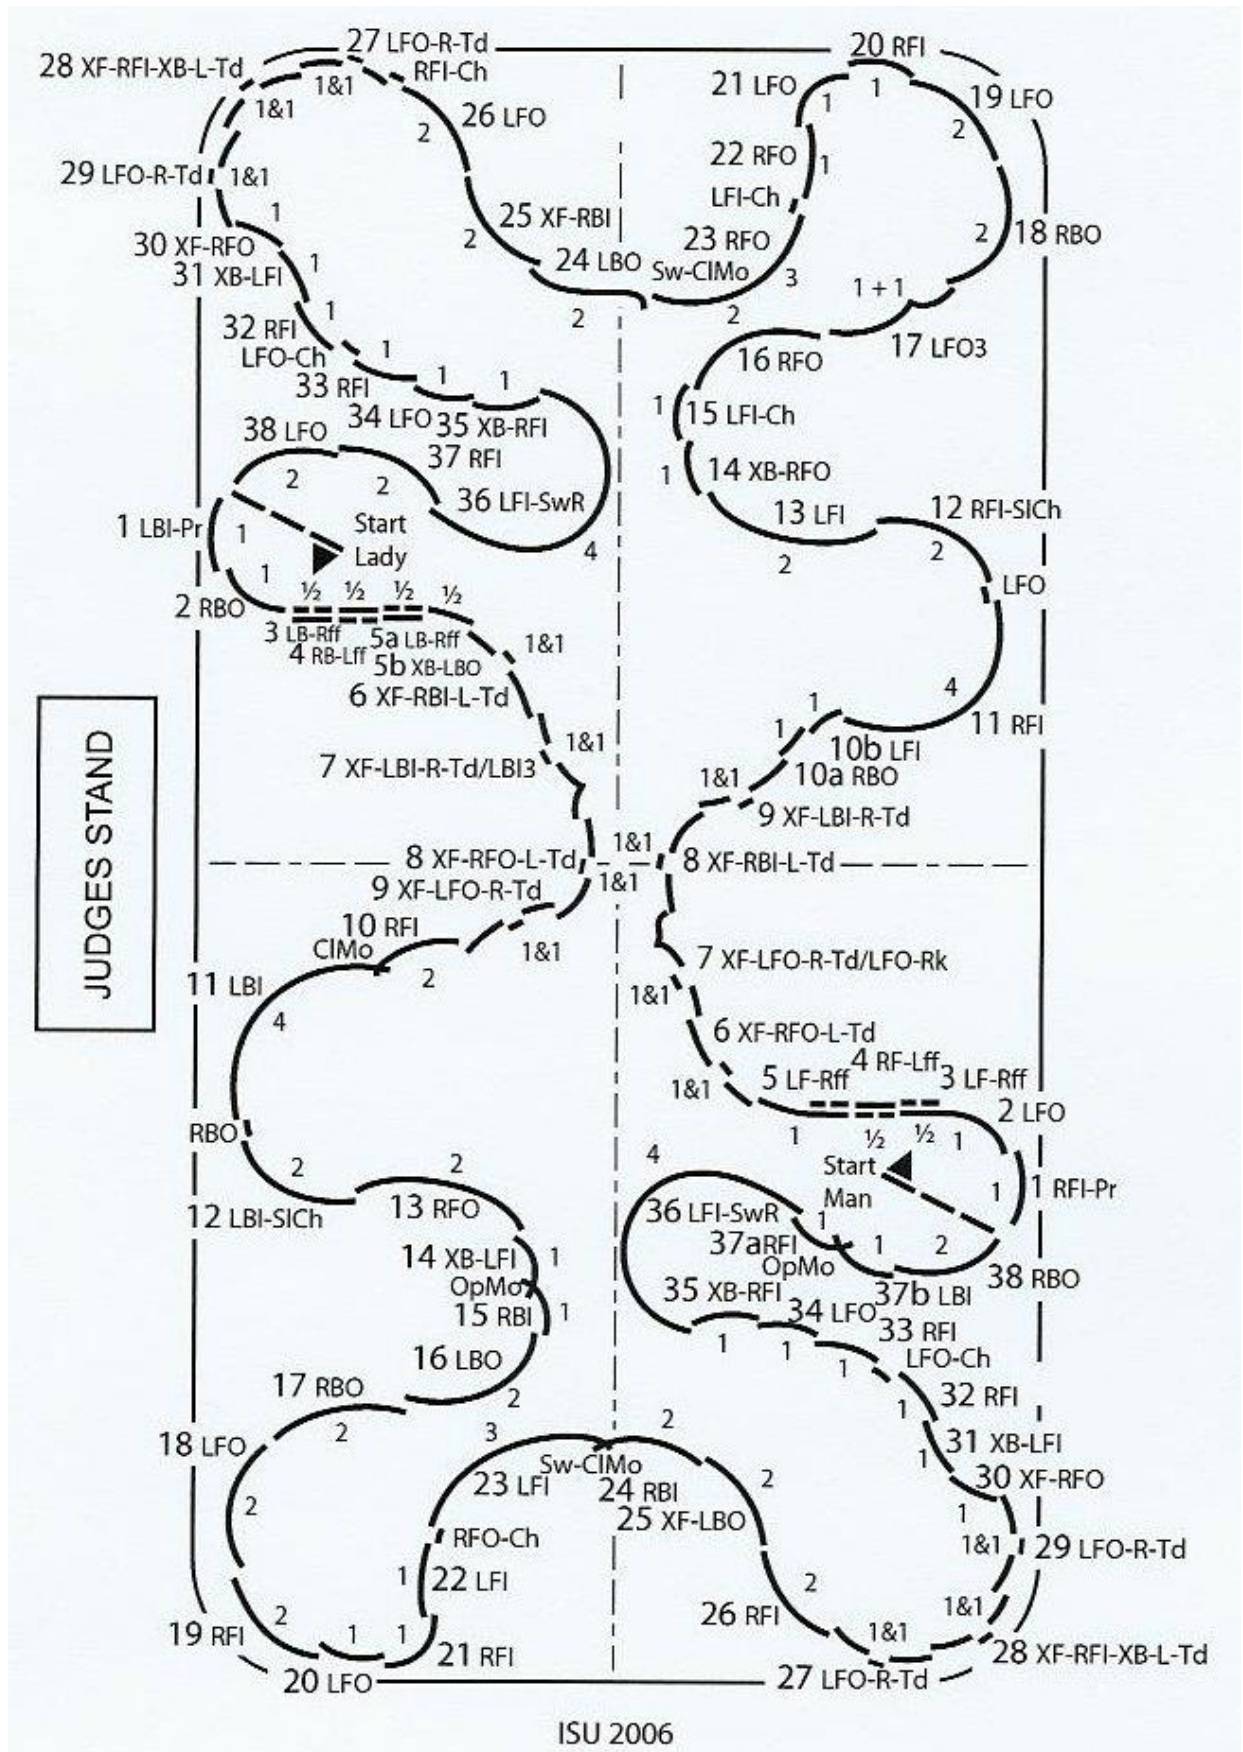 27 LFO-R-Td
28 XF-RFI-XB-L-Td
RFI-Ch
1&1
1&1
26 LFO
2
29 LFO-R-Td
1&1
25 XF-RBI
2
1
30 XF-RFO
31 XB-LFI
1
24 LBO
2
32 RFI
LFO-Ch
1
1
33 RFI
1
1
34 LFO
35 XB-RFI
38 LFO
37 RFI
2
2
36 LFI-SwR
4
1 LBI-Pr
1
Start
Lady
2 RBO
1
½
½
½
½
3 LB-Rff
4 RB-Lff
5a LB-Rff
5b XB-LBO
1&1
6 XF-RBI-L-Td
7 XF-LBI-R-Td/LBI3
1&1
20 RFI
21 LFO
1
1
19 LFO
2
22 RFO
1
LFI-Ch
23 RFO
Sw-ClMo
3
2
18 RBO
1 + 1
17 LFO3
2
16 RFO
1
15 LFI-Ch
1
14 XB-RFO
13 LFI
2
12 RFI-SlCh
2
LFO
4
11 RFI
1
1
10b LFI
10a RBO
1&1
9 XF-LBI-R-Td
1&1
8 XF-RBI-L-Td
JUDGES STAND
8 XF-RFO-L-Td
1&1
9 XF-LFO-R-Td
1&1
10 RFI
ClMo
2
11 LBI
4
RBO
2
12 LBI-SlCh
2
13 RFO
14 XB-LFI
1
OpMo
15 RBI
1
16 LBO
2
17 RBO
2
18 LFO
2
3
Sw-ClMo
23 LFI
24 RBI
2
25 XF-LBO
2
RFO-Ch
1
22 LFI
19 RFI
2
1
1
21 RFI
20 LFO
7 XF-LFO-R-Td/LFO-Rk
1&1
6 XF-RFO-L-Td
1&1
5 LF-Rff
4 RF-Lff
3 LF-Rff
2 LFO
1
½
½
1
Start
Man
1
1 RFI-Pr
4
36 LFI-SwR
1
37aRFI
OpMo
1
2
38 RBO
37b LBI
35 XB-RFI
34 LFO
33 RFI
1
1
1
LFO-Ch
32 RFI
1
31 XB-LFI
1
30 XF-RFO
1
1&1
29 LFO-R-Td
26 RFI
2
1&1
1&1
28 XF-RFI-XB-L-Td
27 LFO-R-Td
ISU 2006